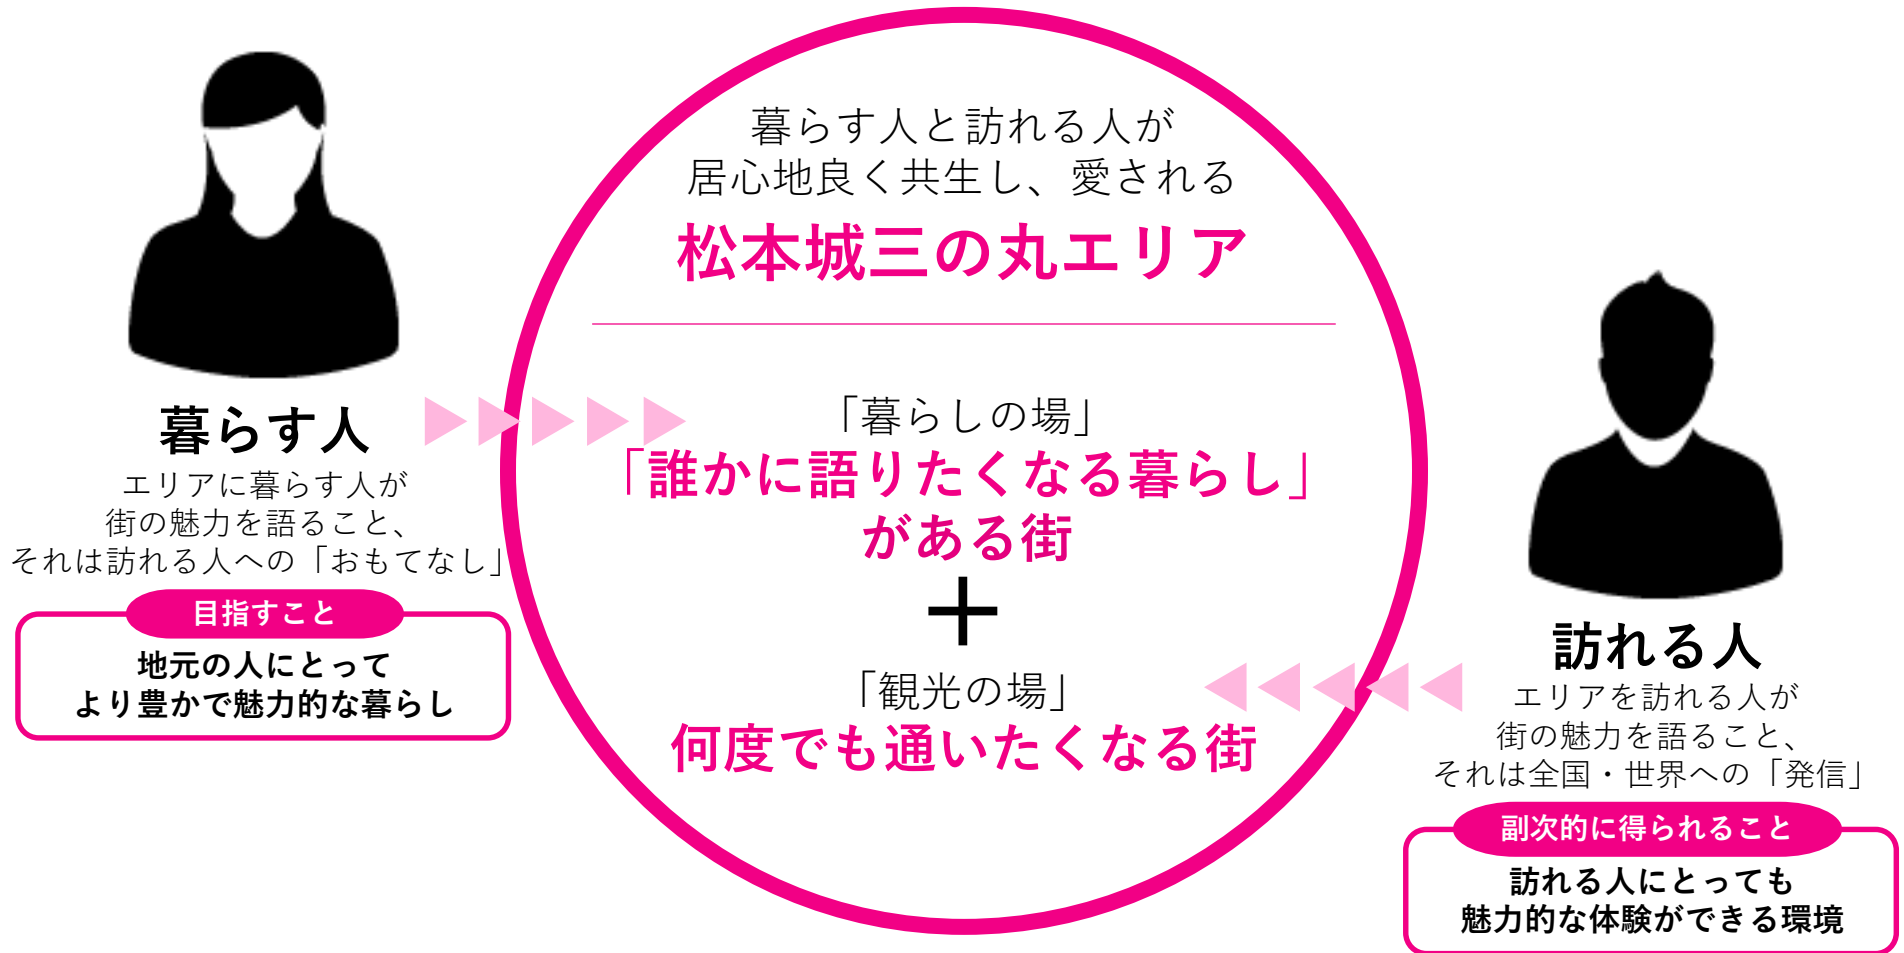 暮らす人と訪れる人が
居心地良く共生し、愛される
松本城三の丸エリア
暮らす人
エリアに暮らす人が
街の魅力を語ること、
それは訪れる人への「おもてなし」
目指すこと
地元の人にとって
より豊かで魅力的な暮らし
「暮らしの場」
「誰かに語りたくなる暮らし」
がある街
+
「観光の場」
何度でも通いたくなる街
訪れる人
エリアを訪れる人が
街の魅力を語ること、
それは全国・世界への「発信」
副次的に得られること
訪れる人にとっても
魅力的な体験ができる環境